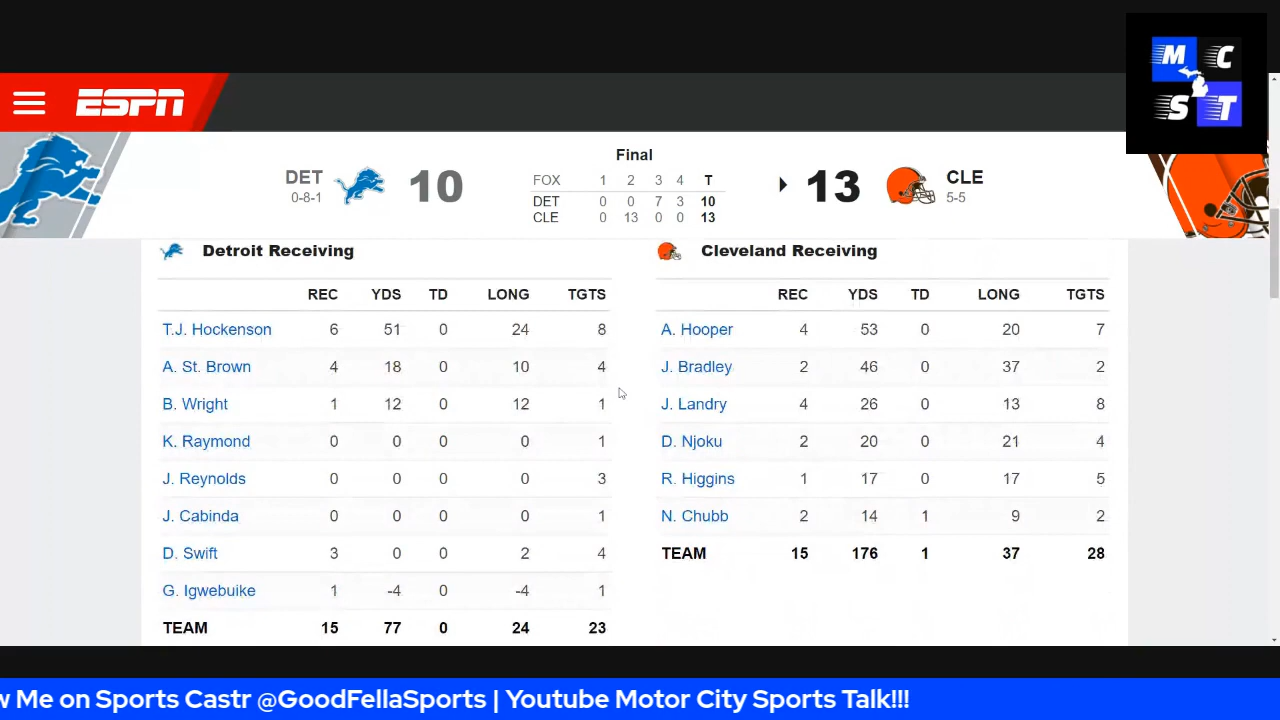 M C
S T
ESPN
Final
DET
0-8-1
10
FOX 1 2 3 4 T
DET 0 0 7 3 10
CLE 0 13 0 0 13
13
CLE
5-5
Detroit Receiving
REC YDS TD LONG TGTS
T.J. Hockenson 6 51 0 24 8
A. St. Brown 4 18 0 10 4
B. Wright 1 12 0 12 1
K. Raymond 0 0 0 0 1
J. Reynolds 0 0 0 0 3
J. Cabinda 0 0 0 0 1
D. Swift 3 0 0 2 4
G. Igwebuike 1 -4 0 -4 1
TEAM 15 77 0 24 23
Cleveland Receiving
REC YDS TD LONG TGTS
A. Hooper 4 53 0 20 7
J. Bradley 2 46 0 37 2
J. Landry 4 26 0 13 8
D. Njoku 2 20 0 21 4
R. Higgins 1 17 0 17 5
N. Chubb 2 14 1 9 2
TEAM 15 176 1 37 28
w Me on Sports Castr @GoodFellaSports | Youtube Motor City Sports Talk!!!